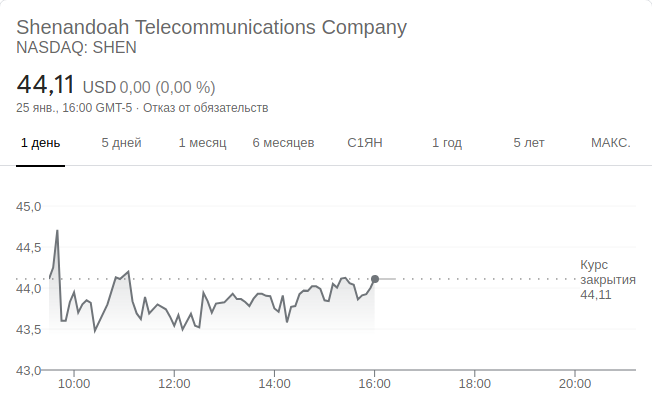 Shenandoah Telecommunications Company
NASDAQ: SHEN
44,11 USD 0,00 (0,00 %)
25 янв., 16:00 GMT-5 · Отказ от обязательств
1 день 5 дней 1 месяц 6 месяцев С1ЯН 1 год 5 лет МАКС.
45,0
44,5
44,0
43,5
43,0
Курс
закрытия
44,11
10:00 12:00 14:00 16:00 18:00 20:00